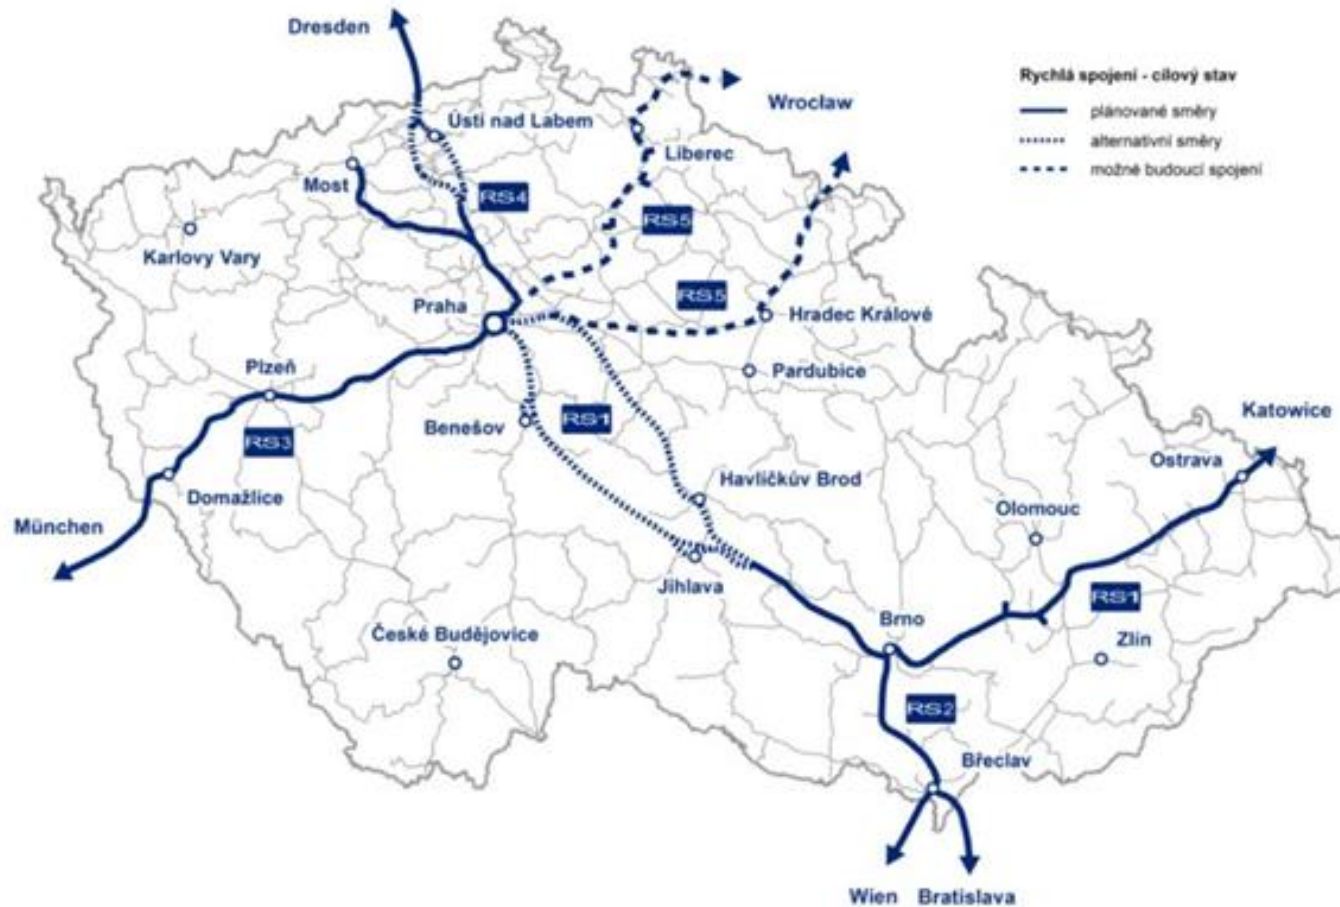 Dresden
Rychlá spojení - cílový stav
plánované směry
alternativní směry
možné budoucí spojení
Wrocław
Ústí nad Labem
Liberec
Most
RS4
RS5
Karlovy Vary
RS5
Praha
Hradec Králové
Plzeň
Pardubice
RS1
Benešov
Katowice
RS3
Ostrava
Domažlice
Havlíčkův Brod
Olomouc
München
Jihlava
RS1
Brno
České Budějovice
Zlín
RS2
Břeclav
Wien
Bratislava